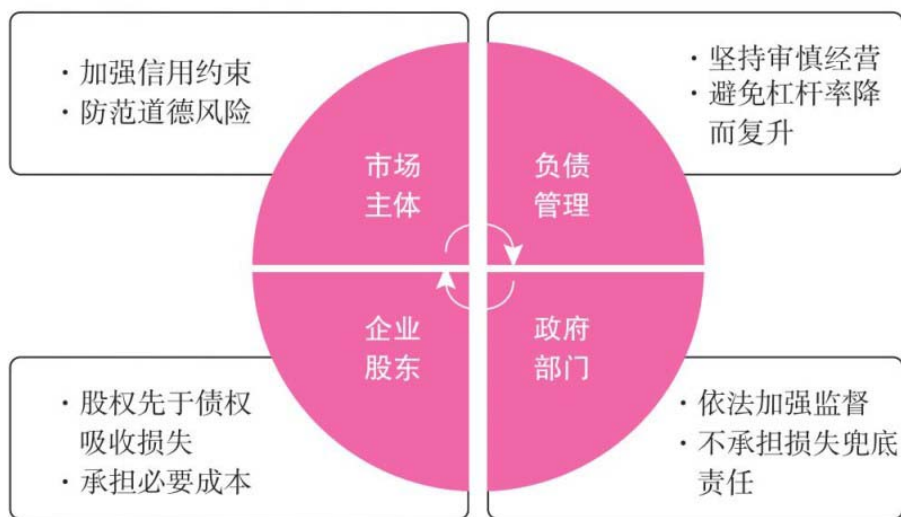 · 加强信用约束
· 防范道德风险
· 坚持审慎经营
· 避免杠杆率降
而复升
市场
主体
负债
管理
企业
股东
政府
部门
· 股权先于债权
吸收损失
· 承担必要成本
· 依法加强监督
· 不承担损失兜底
责任